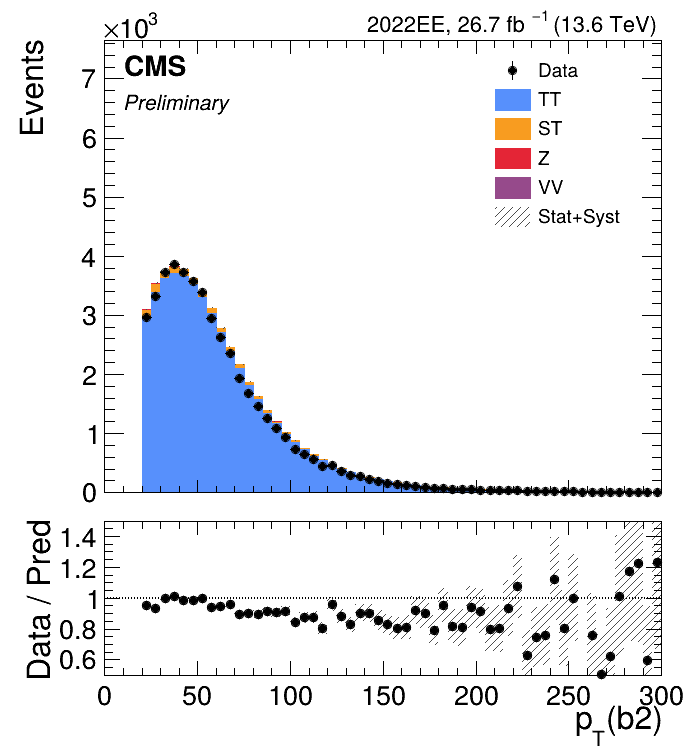 ×10³
2022EE, 26.7 fb ⁻¹ (13.6 TeV)
CMS
Preliminary
Data
TT
ST
Z
VV
Stat+Syst
Events
7
6
5
4
3
2
1
0
Data / Pred
1.4
1.2
1
0.8
0.6
0 50 100 150 200 250 300
p_T(b2)